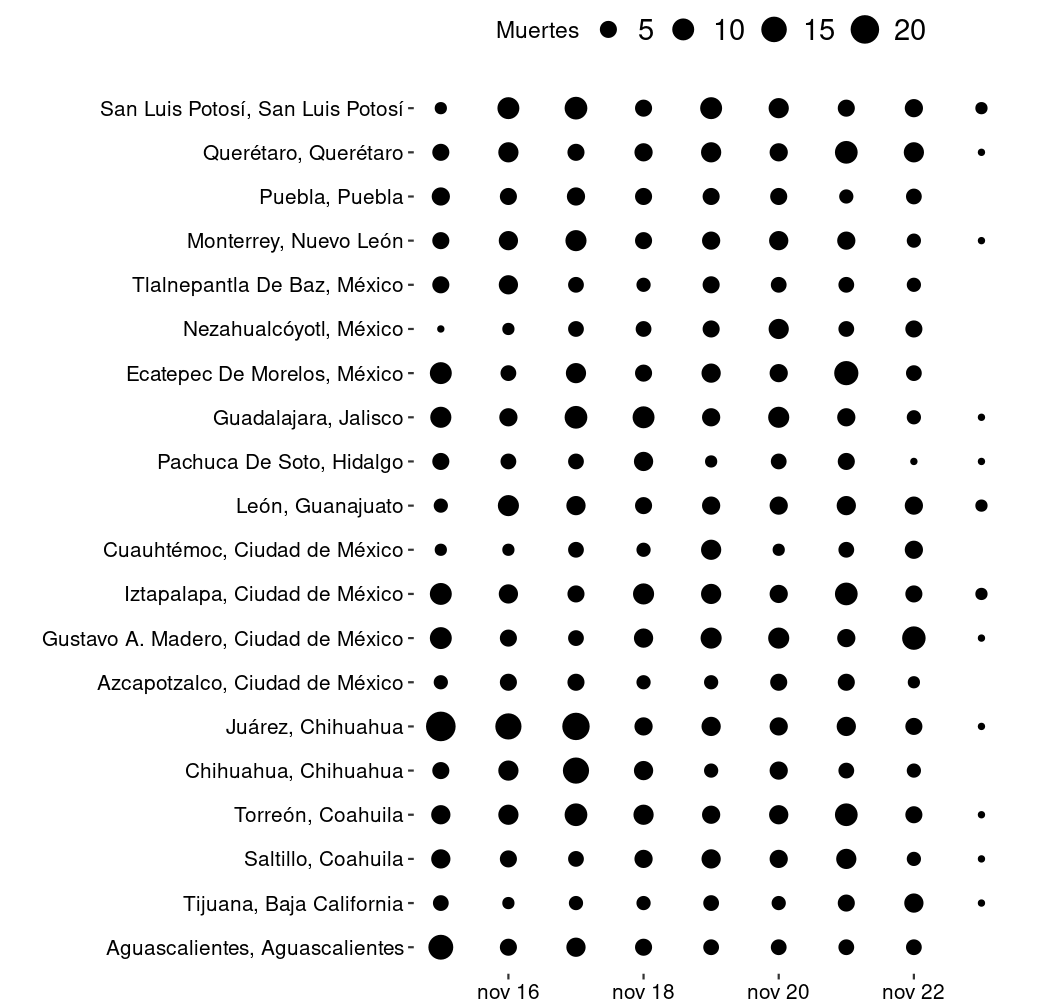 Muertes 5 10 15 20
San Luis Potosí, San Luis Potosí
Querétaro, Querétaro
Puebla, Puebla
Monterrey, Nuevo León
Tlalnepantla De Baz, México
Nezahualcóyotl, México
Ecatepec De Morelos, México
Guadalajara, Jalisco
Pachuca De Soto, Hidalgo
León, Guanajuato
Cuauhtémoc, Ciudad de México
Iztapalapa, Ciudad de México
Gustavo A. Madero, Ciudad de México
Azcapotzalco, Ciudad de México
Juárez, Chihuahua
Chihuahua, Chihuahua
Torreón, Coahuila
Saltillo, Coahuila
Tijuana, Baja California
Aguascalientes, Aguascalientes
nov 16 nov 18 nov 20 nov 22